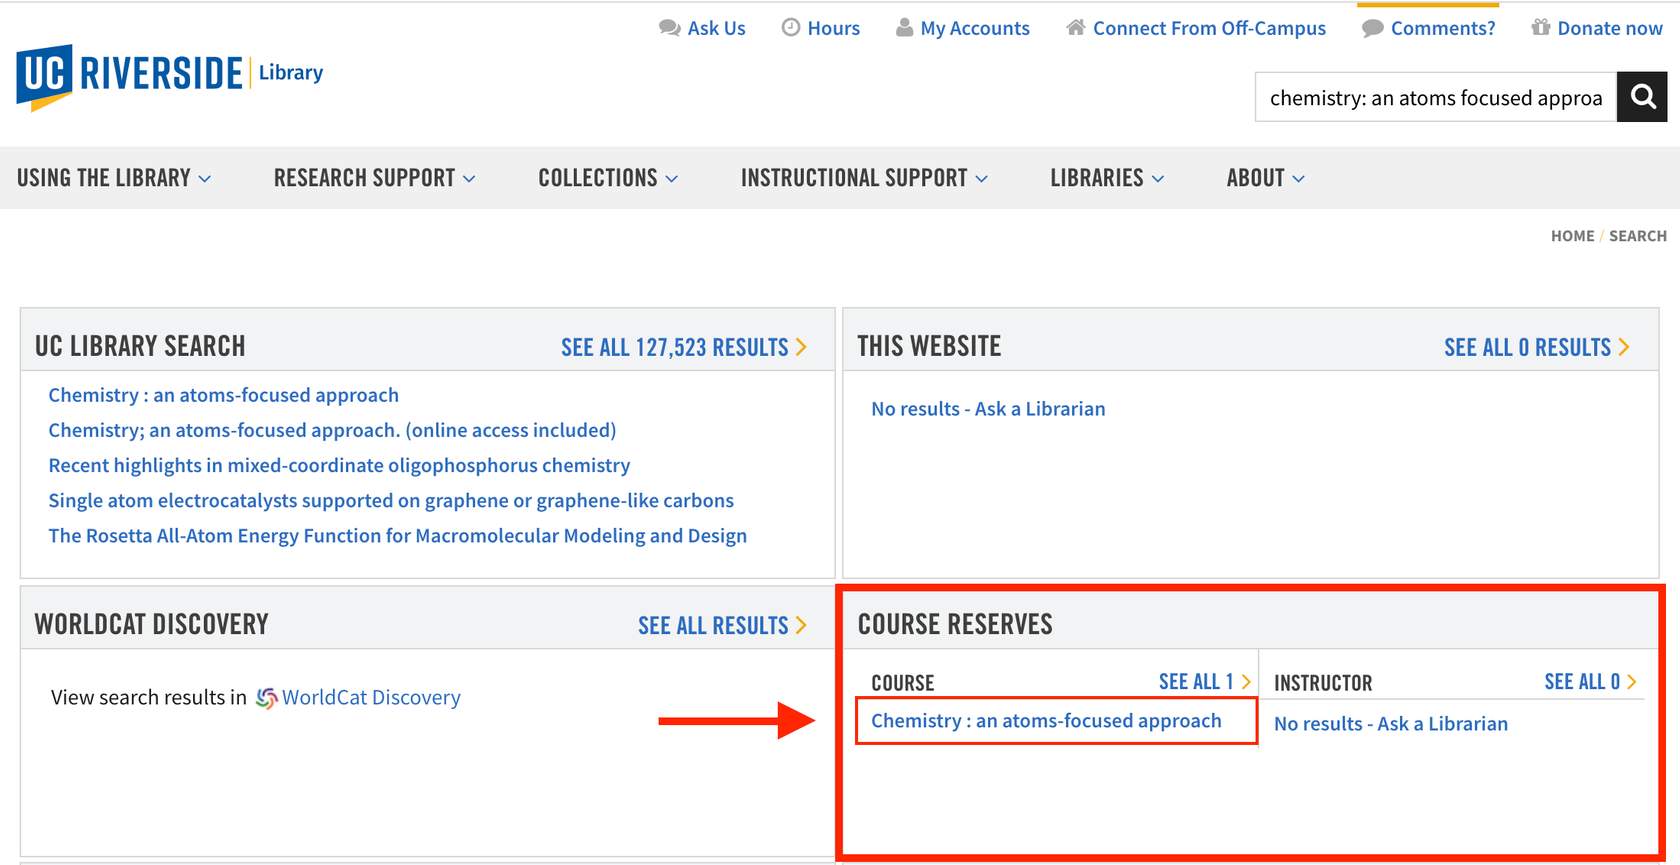 Ask Us Hours My Accounts Connect From Off-Campus Comments? Donate now
UC RIVERSIDE Library
chemistry: an atoms focused approa
USING THE LIBRARY RESEARCH SUPPORT COLLECTIONS INSTRUCTIONAL SUPPORT LIBRARIES ABOUT
HOME / SEARCH
UC LIBRARY SEARCH SEE ALL 127,523 RESULTS
Chemistry : an atoms-focused approach
Chemistry; an atoms-focused approach. (online access included)
Recent highlights in mixed-coordinate oligophosphorus chemistry
Single atom electrocatalysts supported on graphene or graphene-like carbons
The Rosetta All-Atom Energy Function for Macromolecular Modeling and Design
THIS WEBSITE SEE ALL 0 RESULTS
No results - Ask a Librarian
WORLDCAT DISCOVERY SEE ALL RESULTS
View search results in WorldCat Discovery
COURSE RESERVES
COURSE SEE ALL 1
Chemistry : an atoms-focused approach
INSTRUCTOR SEE ALL 0
No results - Ask a Librarian